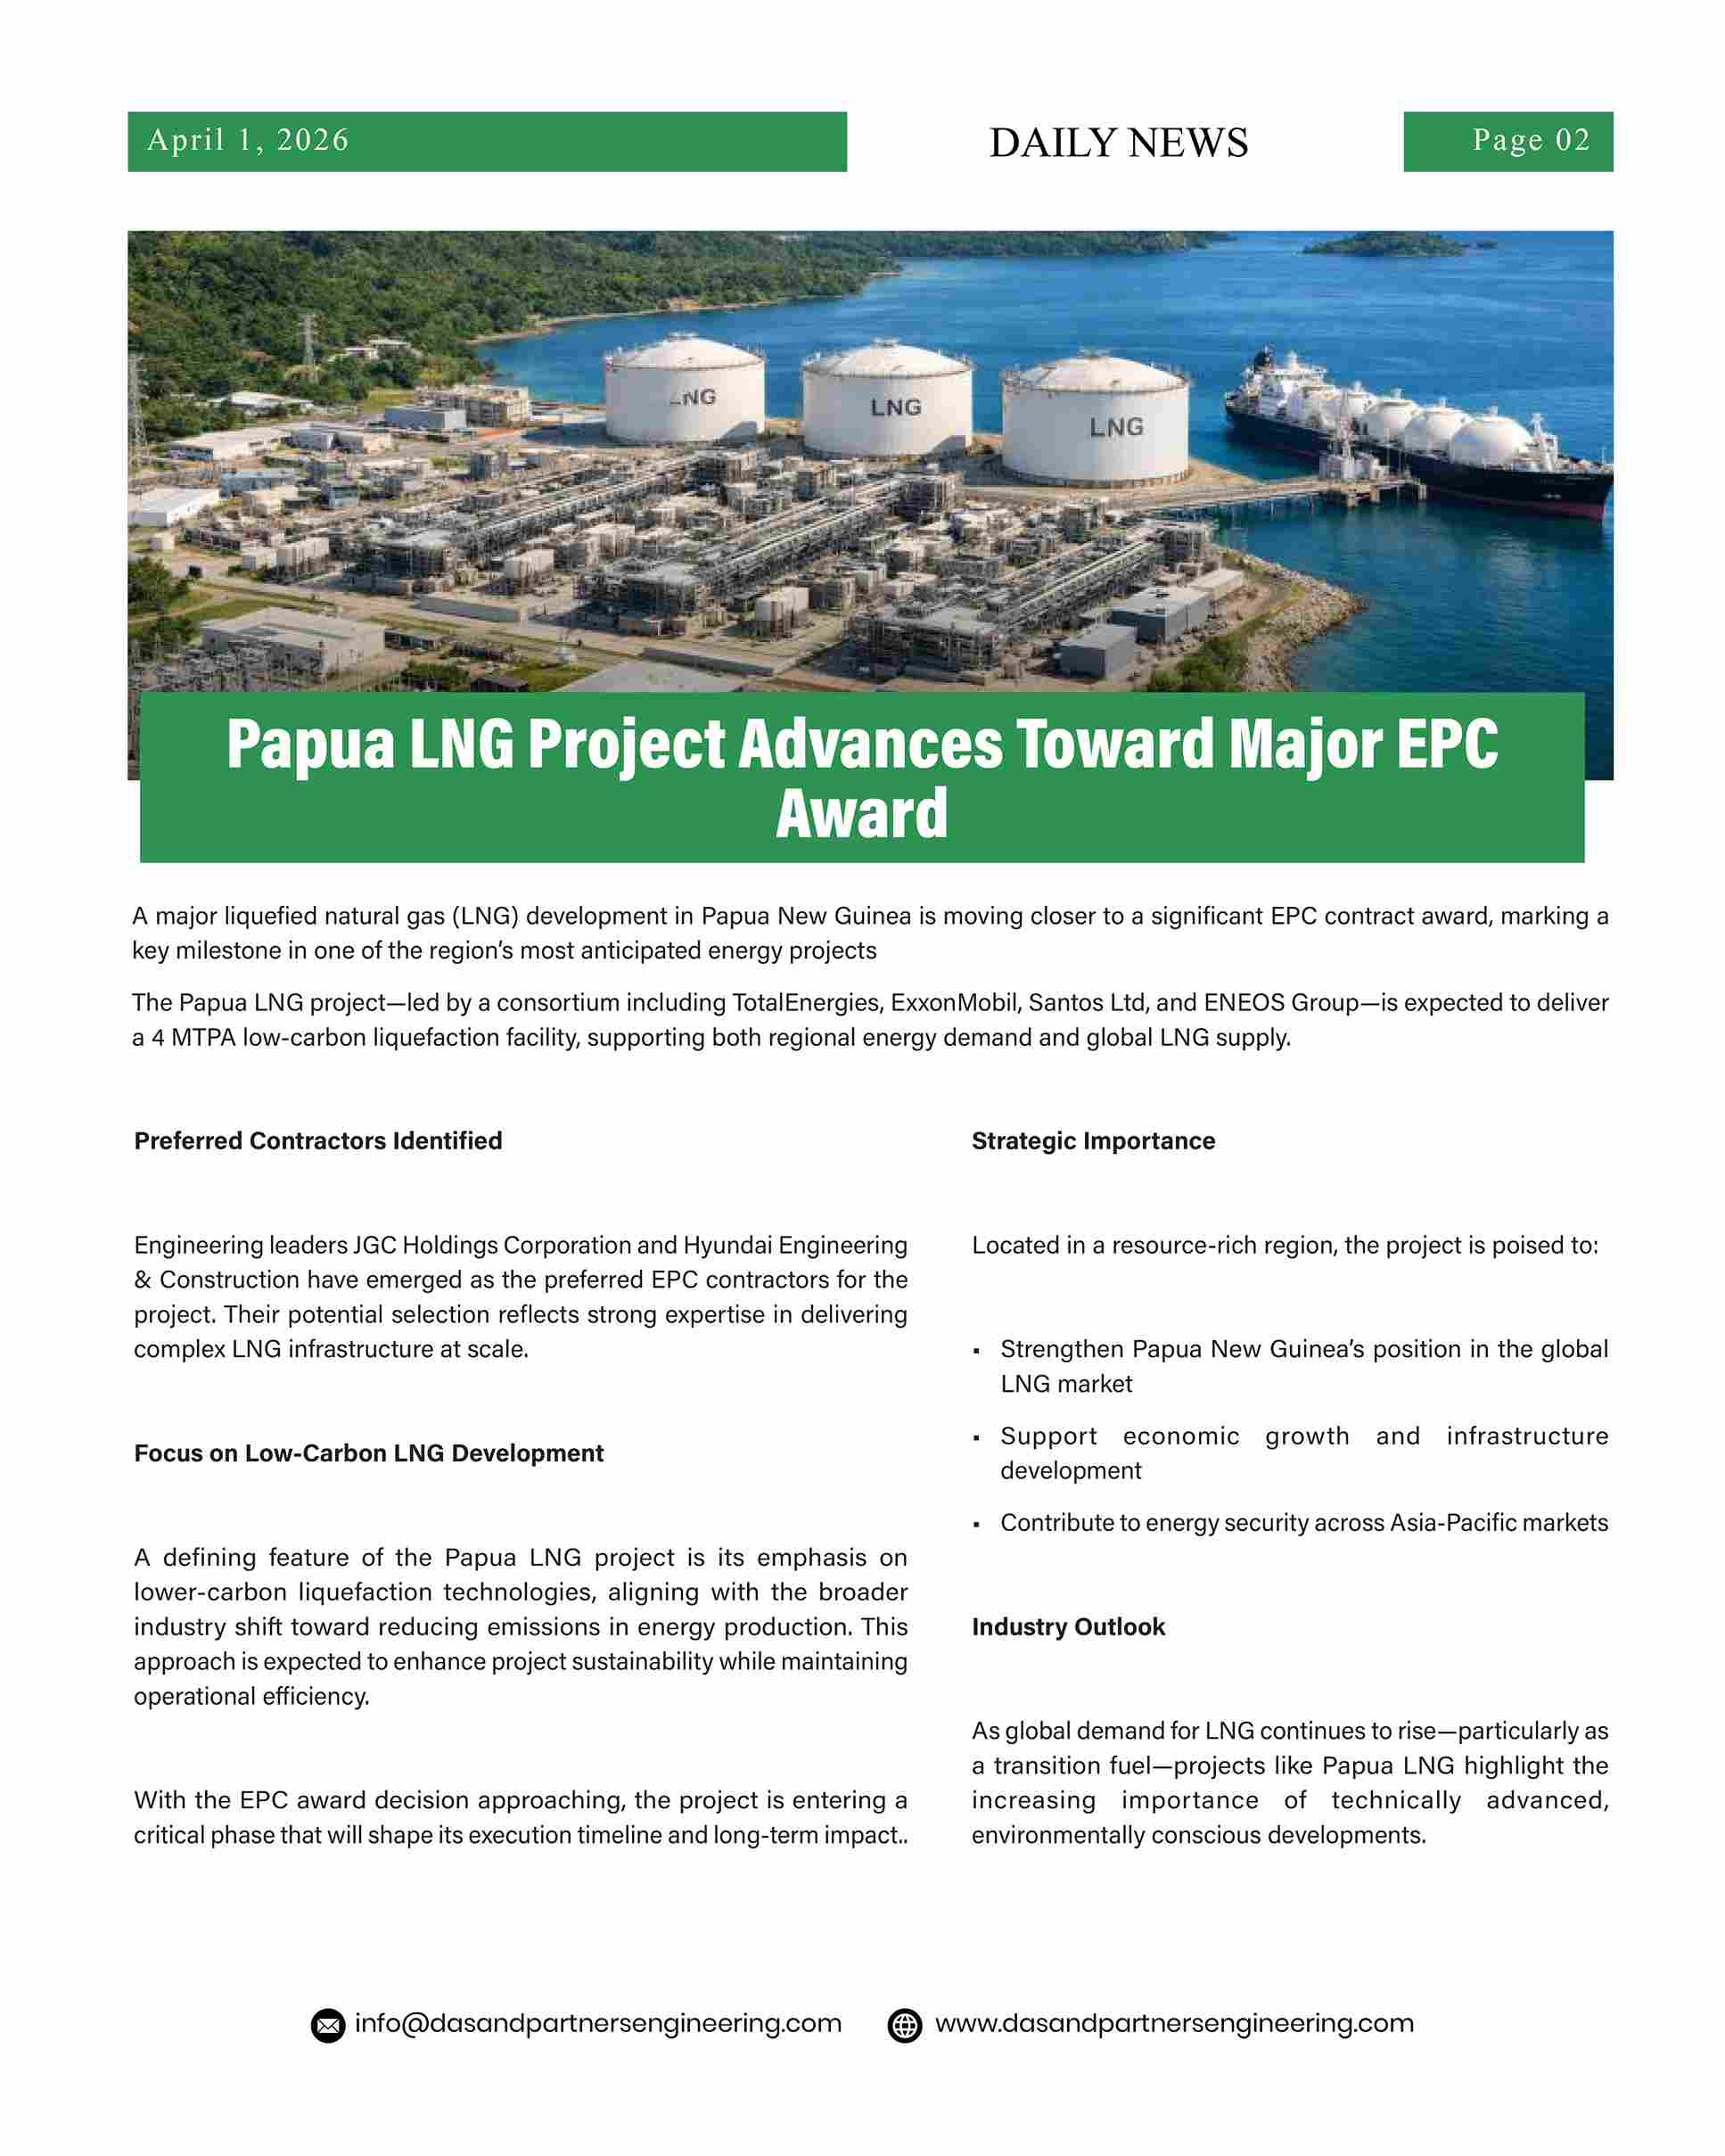 April 1, 2026
DAILY NEWS
Page 02
LNG
LNG
LNG
Papua LNG Project Advances Toward Major EPC
Award
A major liquefied natural gas (LNG) development in Papua New Guinea is moving closer to a significant EPC contract award, marking a
key milestone in one of the region’s most anticipated energy projects
The Papua LNG project—led by a consortium including TotalEnergies, ExxonMobil, Santos Ltd, and ENEOS Group—is expected to deliver
a 4 MTPA low-carbon liquefaction facility, supporting both regional energy demand and global LNG supply.
Preferred Contractors Identified
Engineering leaders JGC Holdings Corporation and Hyundai Engineering
& Construction have emerged as the preferred EPC contractors for the
project. Their potential selection reflects strong expertise in delivering
complex LNG infrastructure at scale.
Focus on Low-Carbon LNG Development
A defining feature of the Papua LNG project is its emphasis on
lower-carbon liquefaction technologies, aligning with the broader
industry shift toward reducing emissions in energy production. This
approach is expected to enhance project sustainability while maintaining
operational efficiency.
With the EPC award decision approaching, the project is entering a
critical phase that will shape its execution timeline and long-term impact..
Strategic Importance
Located in a resource-rich region, the project is poised to:
▪ Strengthen Papua New Guinea’s position in the global
LNG market
▪ Support economic growth and infrastructure
development
▪ Contribute to energy security across Asia-Pacific markets
Industry Outlook
As global demand for LNG continues to rise—particularly as
a transition fuel—projects like Papua LNG highlight the
increasing importance of technically advanced,
environmentally conscious developments.
info@dasandpartnersengineering.com
www.dasandpartnersengineering.com